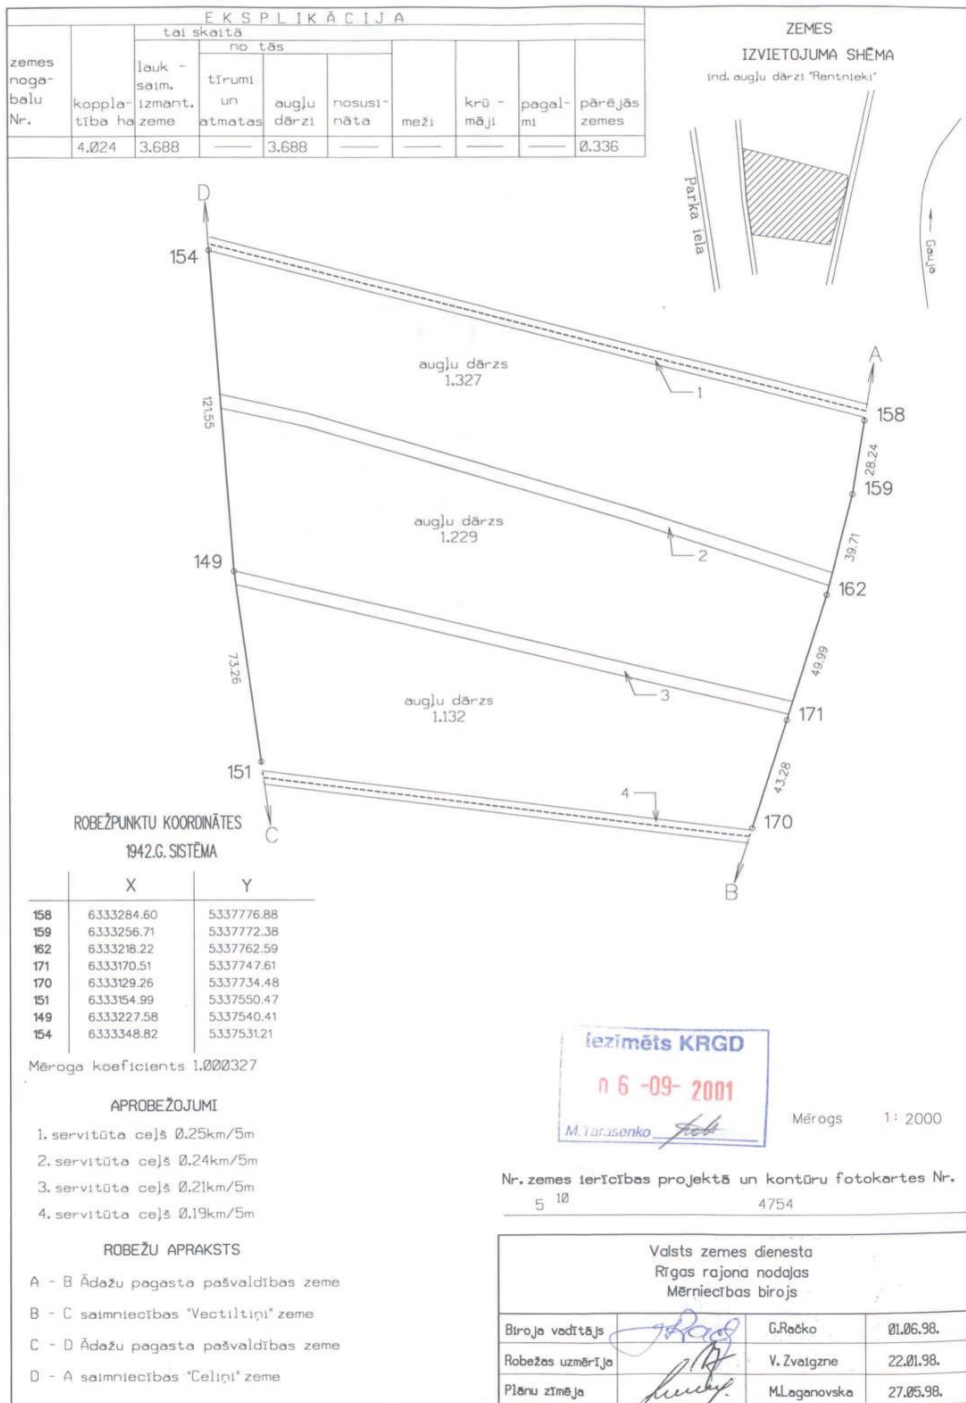 EKSPLIKĀCIJA
zemes noga- balu Nr.
kopplatība ha
tai skaitā
lauk - saim. izmant. zeme
no tās
tīrumi un atmatas
augļu dārzi
nosusi- nāta
meži
krū - māji
pagal- mi
pārējās zemes
4.024 3.688 — 3.688 — — — — 0.336
ZEMES
IZVIETOJUMA SHĒMA
ind. augļu dārzi "Rentnieki"
Parka iela
Gauja
D
154
augļu dārzs
1.327
1
A
158
28.24
159
121.55
39.71
augļu dārzs
1.229
2
149
162
49.99
73.26
augļu dārzs
1.132
3
171
43.28
151
4
170
C
B
ROBEŽPUNKTU KOORDINĀTES
1942.G. SISTĒMA
X Y
158 6333284.60 5337776.88
159 6333256.71 5337772.38
162 6333218.22 5337762.59
171 6333170.51 5337747.61
170 6333129.26 5337734.48
151 6333154.99 5337550.47
149 6333227.58 5337540.41
154 6333348.82 5337531.21
Mēroga koeficients 1.000327
APROBEŽOJUMI
1. servitūta ceļš 0.25km/5m
2. servitūta ceļš 0.24km/5m
3. servitūta ceļš 0.21km/5m
4. servitūta ceļš 0.19km/5m
ROBEŽU APRAKSTS
A - B Ādažu pagasta pašvaldības zeme
B - C saimniecības "Vectiltiņi" zeme
C - D Ādažu pagasta pašvaldības zeme
D - A saimniecības "Celiņi" zeme
Iezīmēts KRGD
06 -09- 2001
M.Tarasenko
Mērogs 1: 2000
Nr. zemes ierīcības projektā un kontūru fotokartes Nr.
5 10 4754
Valsts zemes dienesta
Rīgas rajona nodaļas
Mērniecības birojs
Biroja vadītājs G.Račko 01.06.98.
Robežas uzmērīja V. Zvaigzne 22.01.98.
Plānu zīmēja M.Laganovska 27.05.98.